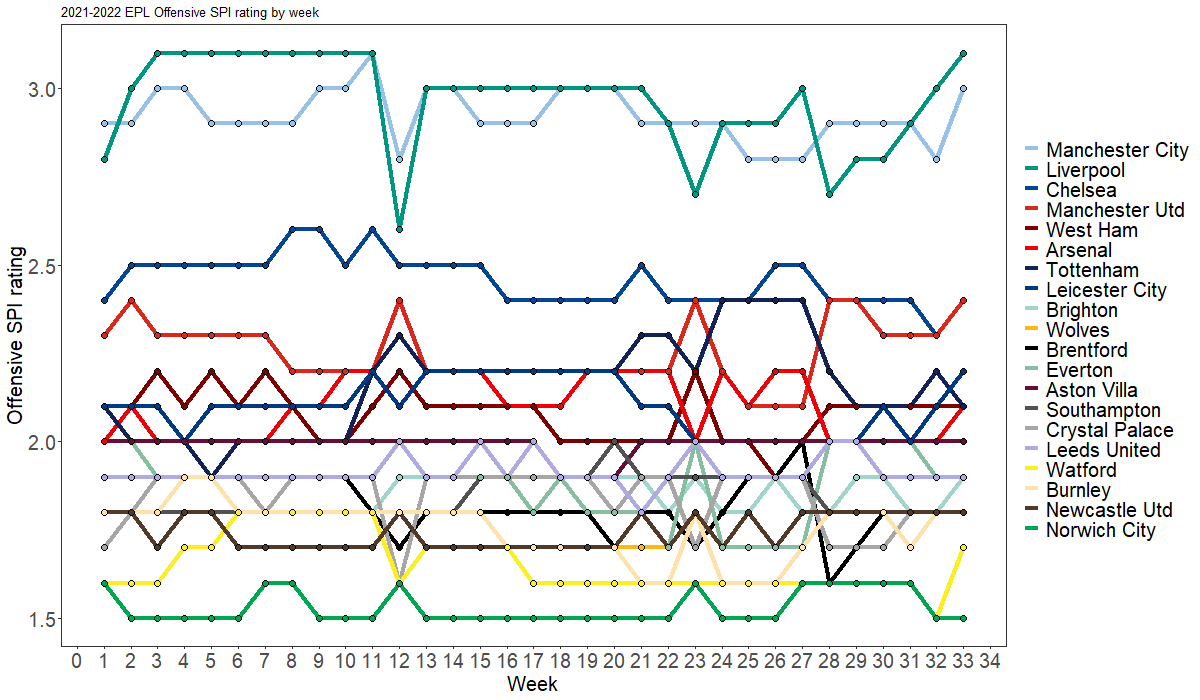 2021-2022 EPL Offensive SPI rating by week
Offensive SPI rating
3.0
2.5
2.0
1.5
0 1 2 3 4 5 6 7 8 9 10 11 12 13 14 15 16 17 18 19 20 21 22 23 24 25 26 27 28 29 30 31 32 33 34
Week
Manchester City
Liverpool
Chelsea
Manchester Utd
West Ham
Arsenal
Tottenham
Leicester City
Brighton
Wolves
Brentford
Everton
Aston Villa
Southampton
Crystal Palace
Leeds United
Watford
Burnley
Newcastle Utd
Norwich City